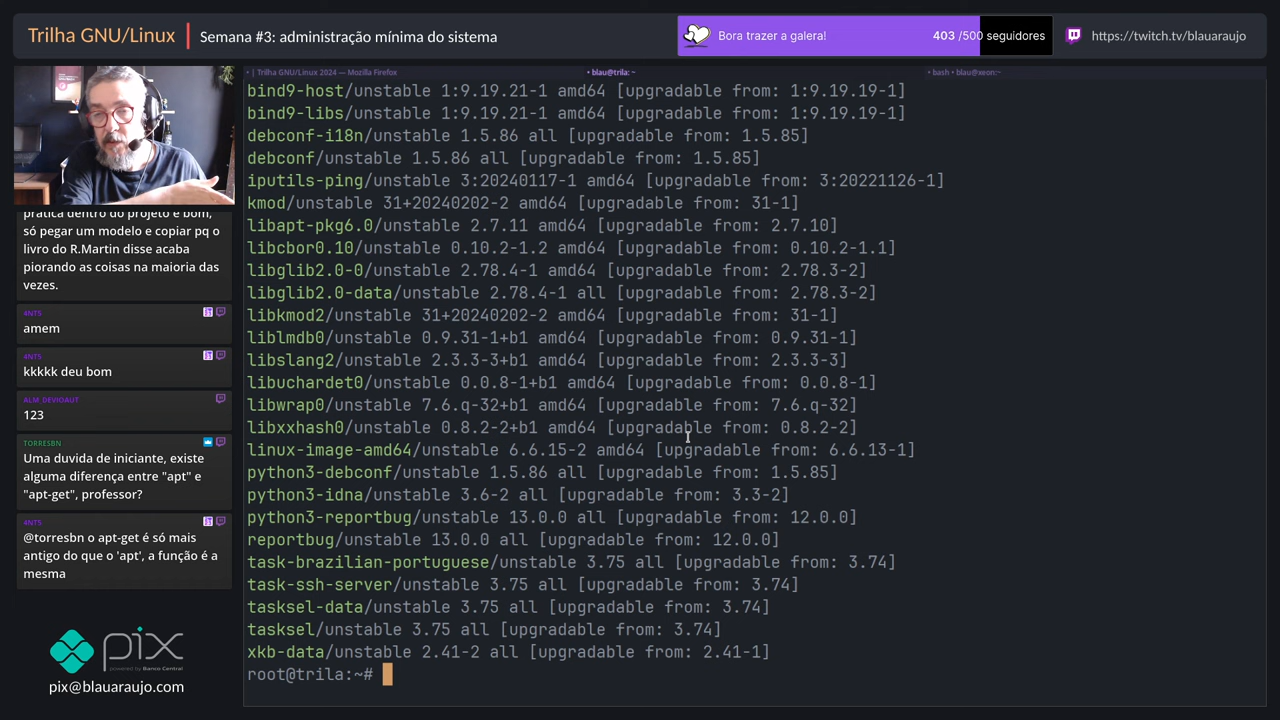 Trilha GNU/Linux
Semana #3: administração mínima do sistema
Bora trazer a galera!
403 /500 seguidores
https://twitch.tv/blauaraujo
• | Trilha GNU/Linux 2024 — Mozilla Firefox
• blau@trila: ~
• bash • blau@xeon:~
prática dentro do projeto é bom,
só pegar um modelo e copiar pq o
livro do R.Martin disse acaba
piorando as coisas na maioria das
vezes.
4NTS
amem
4NTS
kkkkk deu bom
ALM_DEVIDAUT
123
TORRESBN
Uma duvida de iniciante, existe
alguma diferença entre "apt" e
"apt-get", professor?
4NTS
@torresbn o apt-get é só mais
antigo do que o 'apt', a função é a
mesma
pix
powered by Banco Central
pix@blauaraujo.com
bind9-host/unstable 1:9.19.21-1 amd64 [upgradable from: 1:9.19.19-1]
bind9-libs/unstable 1:9.19.21-1 amd64 [upgradable from: 1:9.19.19-1]
debconf-i18n/unstable 1.5.86 all [upgradable from: 1.5.85]
debconf/unstable 1.5.86 all [upgradable from: 1.5.85]
iputils-ping/unstable 3:20240117-1 amd64 [upgradable from: 3:20221126-1]
kmod/unstable 31+20240202-2 amd64 [upgradable from: 31-1]
libapt-pkg6.0/unstable 2.7.11 amd64 [upgradable from: 2.7.10]
libcbor0.10/unstable 0.10.2-1.2 amd64 [upgradable from: 0.10.2-1.1]
libglib2.0-0/unstable 2.78.4-1 amd64 [upgradable from: 2.78.3-2]
libglib2.0-data/unstable 2.78.4-1 all [upgradable from: 2.78.3-2]
libkmod2/unstable 31+20240202-2 amd64 [upgradable from: 31-1]
liblmdb0/unstable 0.9.31-1+b1 amd64 [upgradable from: 0.9.31-1]
libslang2/unstable 2.3.3-3+b1 amd64 [upgradable from: 2.3.3-3]
libuchardet0/unstable 0.0.8-1+b1 amd64 [upgradable from: 0.0.8-1]
libwrap0/unstable 7.6.q-32+b1 amd64 [upgradable from: 7.6.q-32]
libxxhash0/unstable 0.8.2-2+b1 amd64 [upgradable from: 0.8.2-2]
linux-image-amd64/unstable 6.6.15-2 amd64 [upgradable from: 6.6.13-1]
python3-debconf/unstable 1.5.86 all [upgradable from: 1.5.85]
python3-idna/unstable 3.6-2 all [upgradable from: 3.3-2]
python3-reportbug/unstable 13.0.0 all [upgradable from: 12.0.0]
reportbug/unstable 13.0.0 all [upgradable from: 12.0.0]
task-brazilian-portuguese/unstable 3.75 all [upgradable from: 3.74]
task-ssh-server/unstable 3.75 all [upgradable from: 3.74]
tasksel-data/unstable 3.75 all [upgradable from: 3.74]
tasksel/unstable 3.75 all [upgradable from: 3.74]
xkb-data/unstable 2.41-2 all [upgradable from: 2.41-1]
root@trila:~#